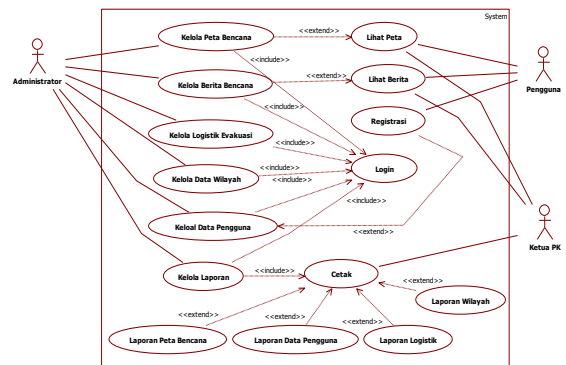 System
Kelola Peta Bencana
<<extend>>
Lihat Peta
<<include>>
Administrator
Kelola Berita Bencana
<<extend>>
Lihat Berita
Pengguna
<<include>>
Registrasi
Kelola Logistik Evakuasi
<<include>>
Kelola Data Wilayah
<<include>>
<<include>>
Login
<<include>>
Keloai Data Pengguna
<<extend>>
Ketua PK
Kelola Laporan
<<include>>
Cetak
Laporan Wilayah
<<extend>>
<<extend>>
<<extend>>
<<extend>>
Laporan Peta Bencana
Laporan Data Pengguna
Laporan Logistik